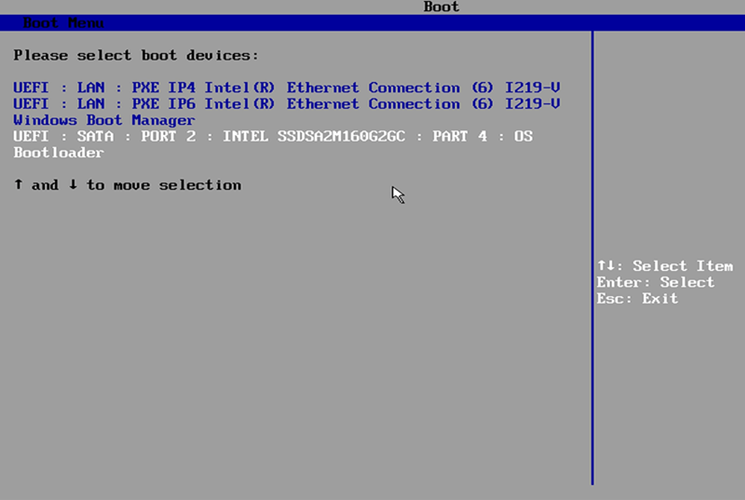 Boot
Boot Menu
Please select boot devices:
UEFI : LAN : PXE IP4 Intel(R) Ethernet Connection (6) I219-V
UEFI : LAN : PXE IP6 Intel(R) Ethernet Connection (6) I219-V
Windows Boot Manager
UEFI : SATA : PORT 2 : INTEL SSDSA2M160G2GC : PART 4 : OS
Bootloader
↑ and ↓ to move selection
↑↓: Select Item
Enter: Select
Esc: Exit